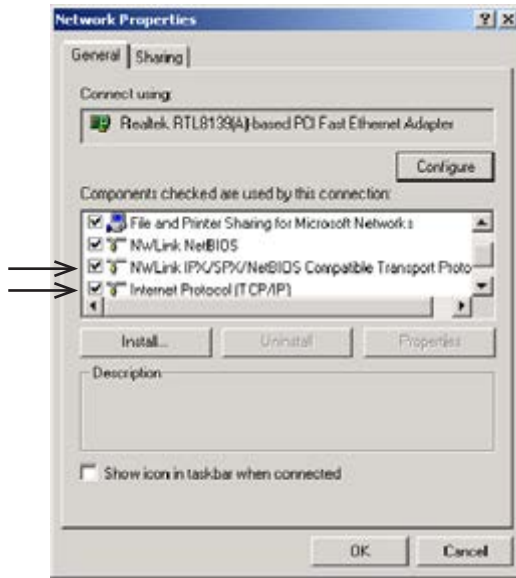 Network Properties
General Sharing
Connect using:
Realtek RTL8139(A)-based PCI Fast Ethernet Adapter
Configure
Components checked are used by this connection:
File and Printer Sharing for Microsoft Networks
NWLink NetBIOS
NWLink IPX/SPX/NetBIOS Compatible Transport Proto
Internet Protocol (TCP/IP)
Install... Uninstall Properties
Description
Show icon in taskbar when connected
OK Cancel